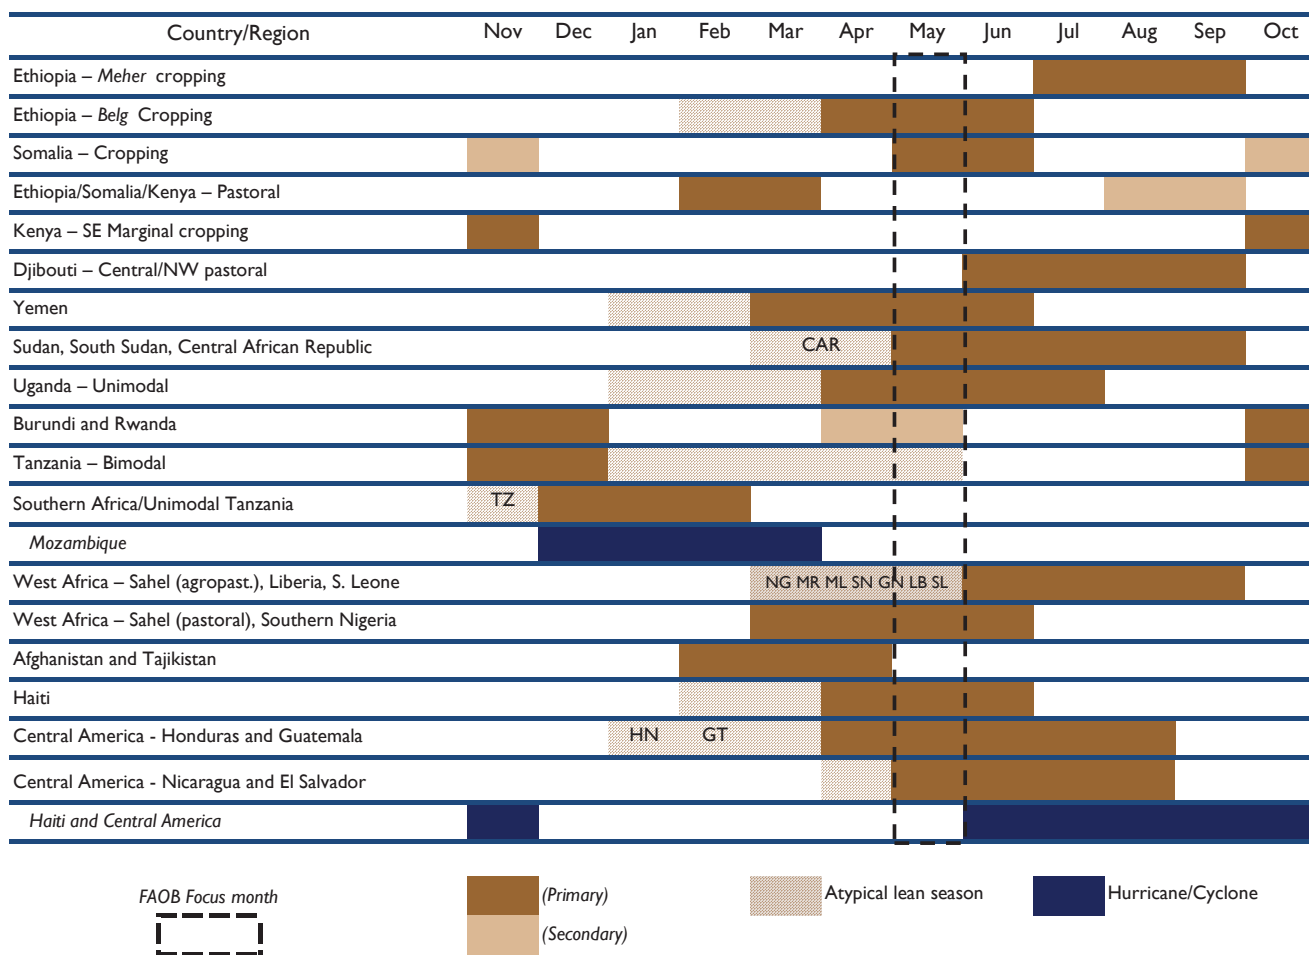 Country/Region Nov Dec Jan Feb Mar Apr May Jun Jul Aug Sep Oct
Ethiopia – Meher cropping
Ethiopia – Belg Cropping
Somalia – Cropping
Ethiopia/Somalia/Kenya – Pastoral
Kenya – SE Marginal cropping
Djibouti – Central/NW pastoral
Yemen
Sudan, South Sudan, Central African Republic CAR
Uganda – Unimodal
Burundi and Rwanda
Tanzania – Bimodal
Southern Africa/Unimodal Tanzania TZ
Mozambique
West Africa – Sahel (agropast.), Liberia, S. Leone NG MR ML SN GN LB SL
West Africa – Sahel (pastoral), Southern Nigeria
Afghanistan and Tajikistan
Haiti
Central America - Honduras and Guatemala HN GT
Central America - Nicaragua and El Salvador
Haiti and Central America
FAOB Focus month (Primary) Atypical lean season Hurricane/Cyclone
(Secondary)